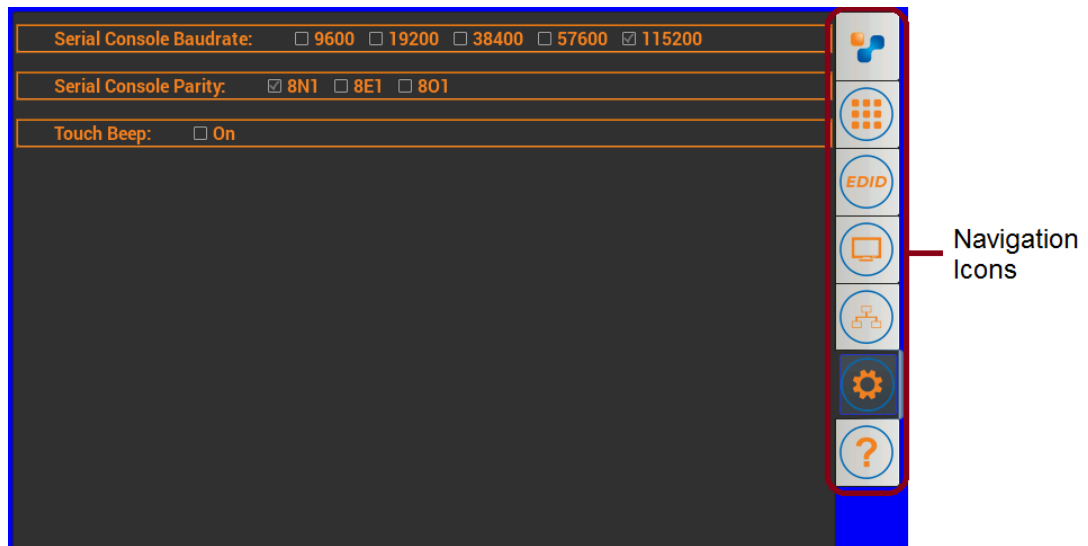 Serial Console Baudrate: 9600 19200 38400 57600 115200
Serial Console Parity: 8N1 8E1 8O1
Touch Beep: On
EDID
?
Navigation
Icons